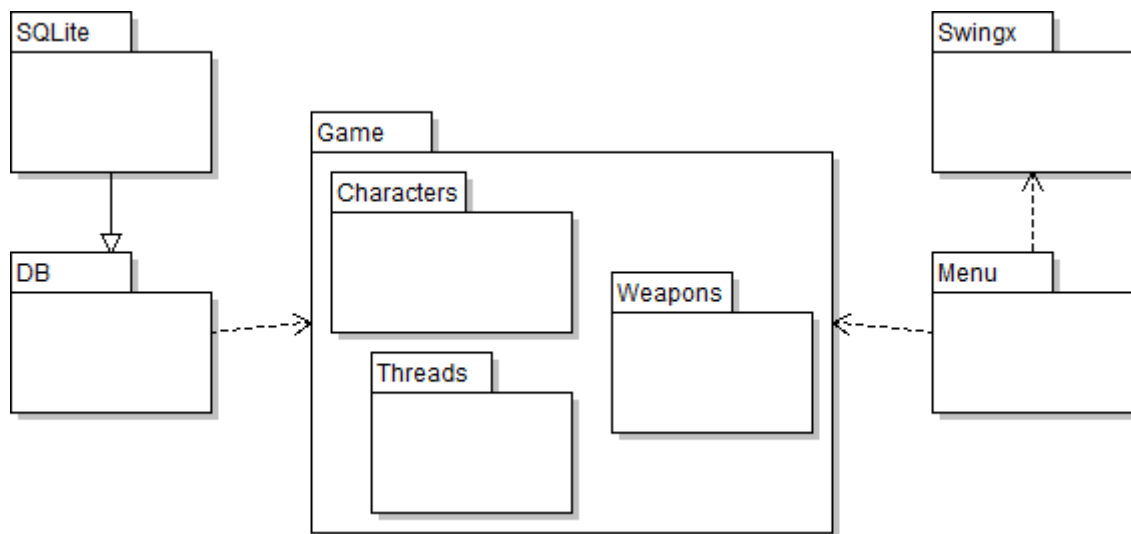 SQLite
Swingx
Game
Characters
DB
Weapons
Menu
Threads